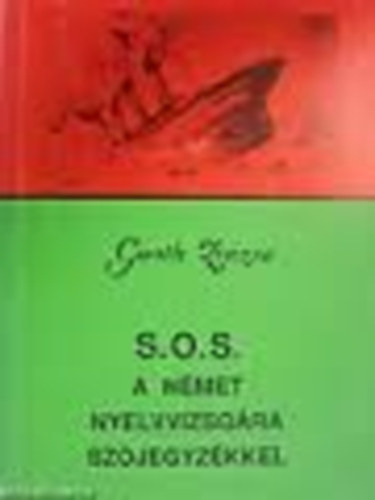 S.O.S.
A NÉMET
NYELVVIZSGÁRA
SZÓJEGYZÉKKEL